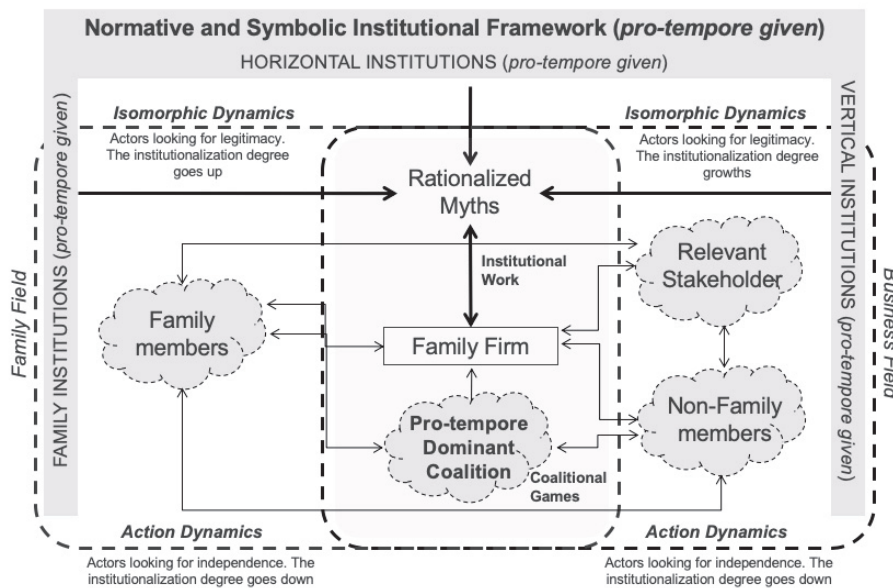 Normative and Symbolic Institutional Framework (pro-tempore given)
HORIZONTAL INSTITUTIONS (pro-tempore given)
Isomorphic Dynamics
Actors looking for legitimacy.
The institutionalization degree
goes up
Isomorphic Dynamics
Actors looking for legitimacy.
The institutionalization degree
growths
Family Field
FAMILY INSTITUTIONS (pro-tempore given)
Rationalized
Myths
Institutional
Work
Family
members
Family Firm
Pro-tempore
Dominant
Coalition
Coalitional
Games
Relevant
Stakeholder
Non-Family
members
VERTICAL INSTITUTIONS (pro-tempore given)
Business Field
Action Dynamics
Actors looking for independence. The
institutionalization degree goes down
Action Dynamics
Actors looking for independence. The
institutionalization degree goes down